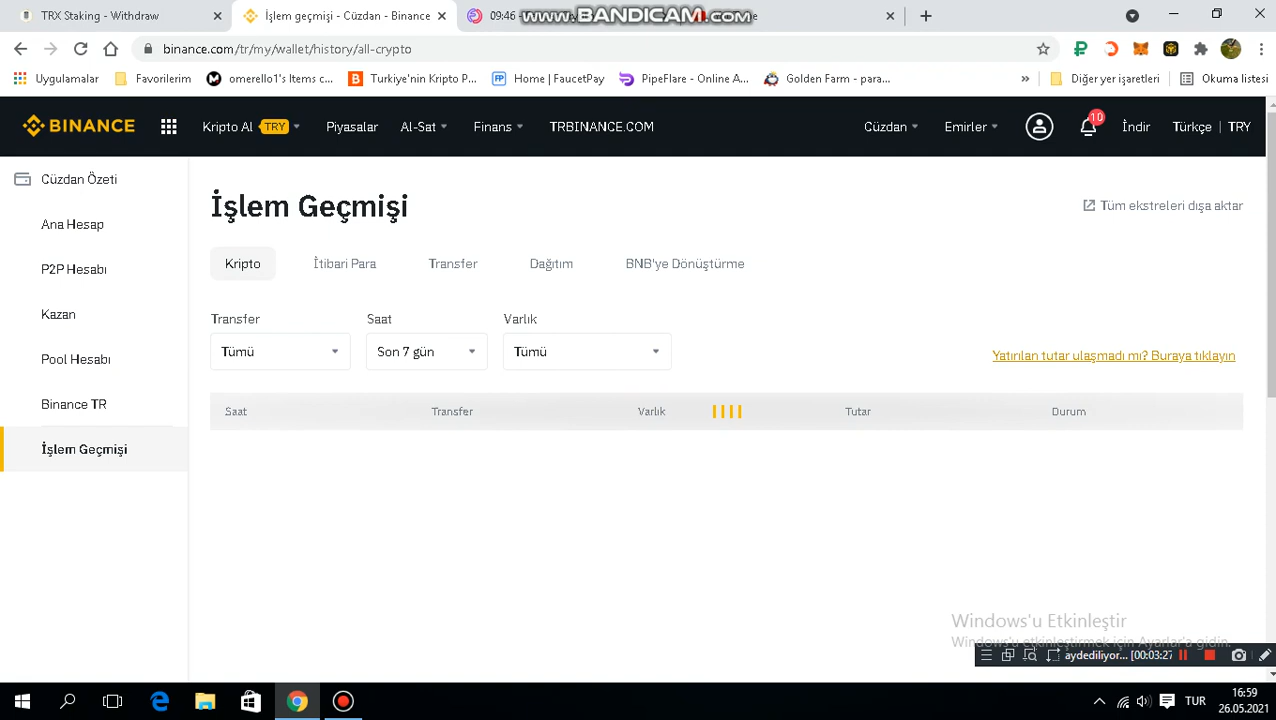 TRX Staking - Withdraw
İşlem geçmişi - Cüzdan - Binance
09:46
www.BANDICAM.com
binance.com/tr/my/wallet/history/all-crypto
Uygulamalar
Favorilerim
omerello1's Items c...
Turkiye'nin Kripto P...
Home | FaucetPay
PipeFlare - Online A...
Golden Farm - para...
»
Diğer yer işaretleri
Okuma listesi
BINANCE
Kripto Al TRY
Piyasalar
Al-Sat
Finans
TRBINANCE.COM
Cüzdan
Emirler
10
İndir
Türkçe | TRY
Cüzdan Özeti
Ana Hesap
P2P Hesabı
Kazan
Pool Hesabı
Binance TR
İşlem Geçmişi
İşlem Geçmişi
Tüm ekstreleri dışa aktar
Kripto
İtibari Para
Transfer
Dağıtım
BNB'ye Dönüştürme
Transfer
Saat
Varlık
Tümü
Son 7 gün
Tümü
Yatırılan tutar ulaşmadı mı? Buraya tıklayın
Saat
Transfer
Varlık
Tutar
Durum
Windows'u Etkinleştir
Windows'u etkinleştirmek için Ayarlar'a gidin.
aydediliyor... [00:03:27]
TUR
16:59
26.05.2021